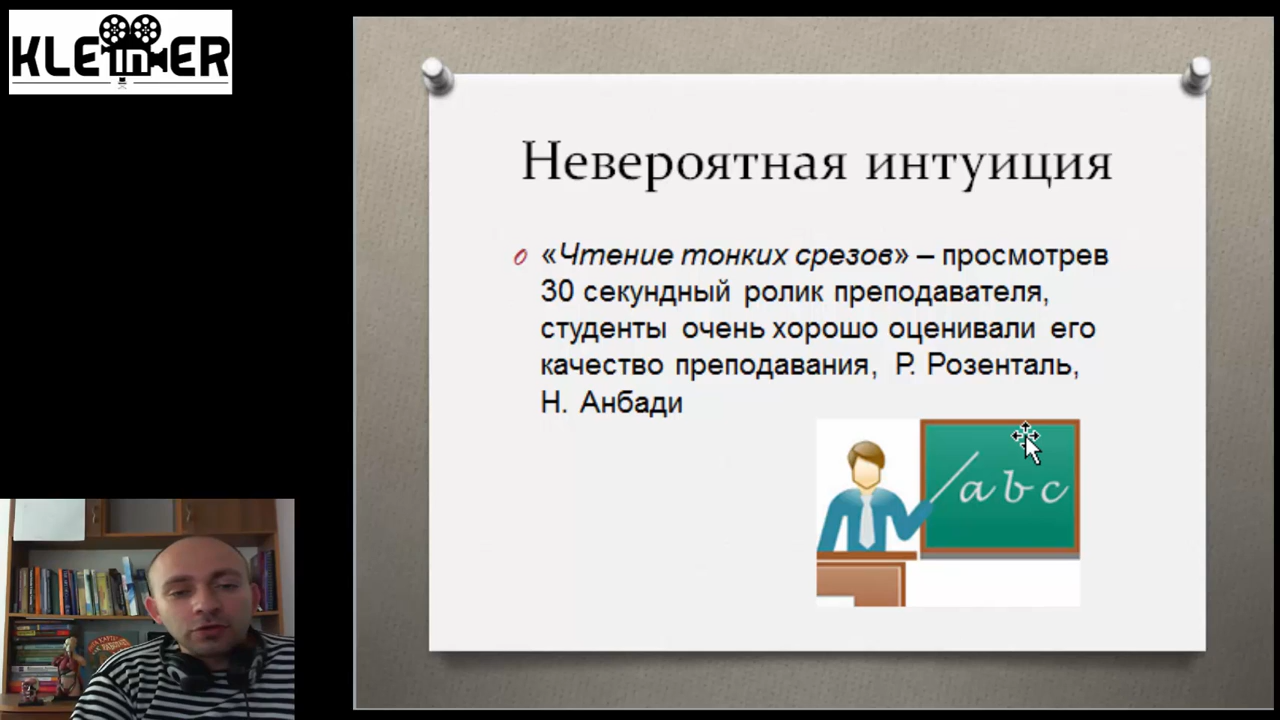 KLEINER
Невероятная интуиция
«Чтение тонких срезов» – просмотрев
30 секундный ролик преподавателя,
студенты очень хорошо оценивали его
качество преподавания, Р. Розенталь,
Н. Анбади
abc